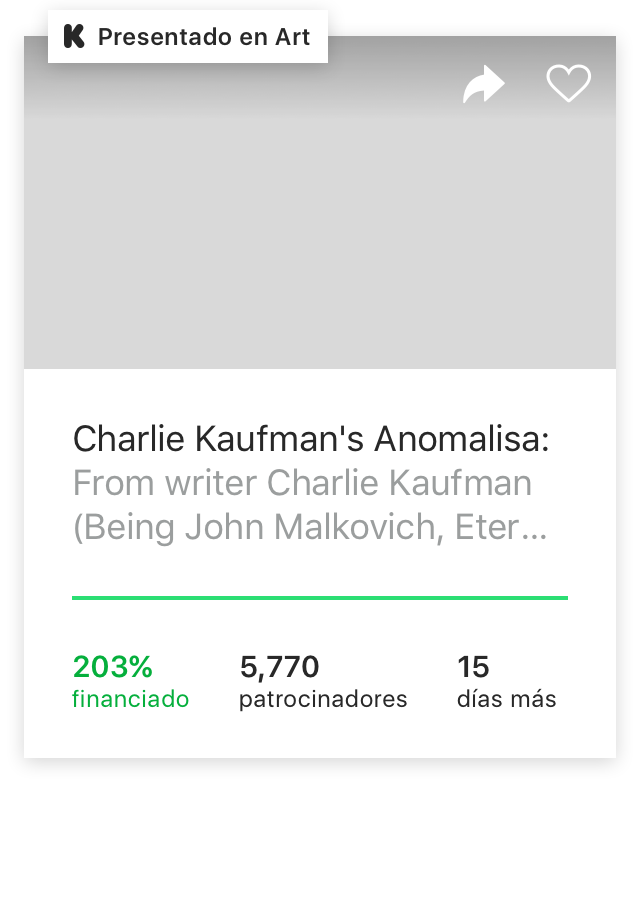 Presentado en Art
Charlie Kaufman's Anomalisa:
From writer Charlie Kaufman
(Being John Malkovich, Eter...
203% 5,770 15
financiado patrocinadores días más